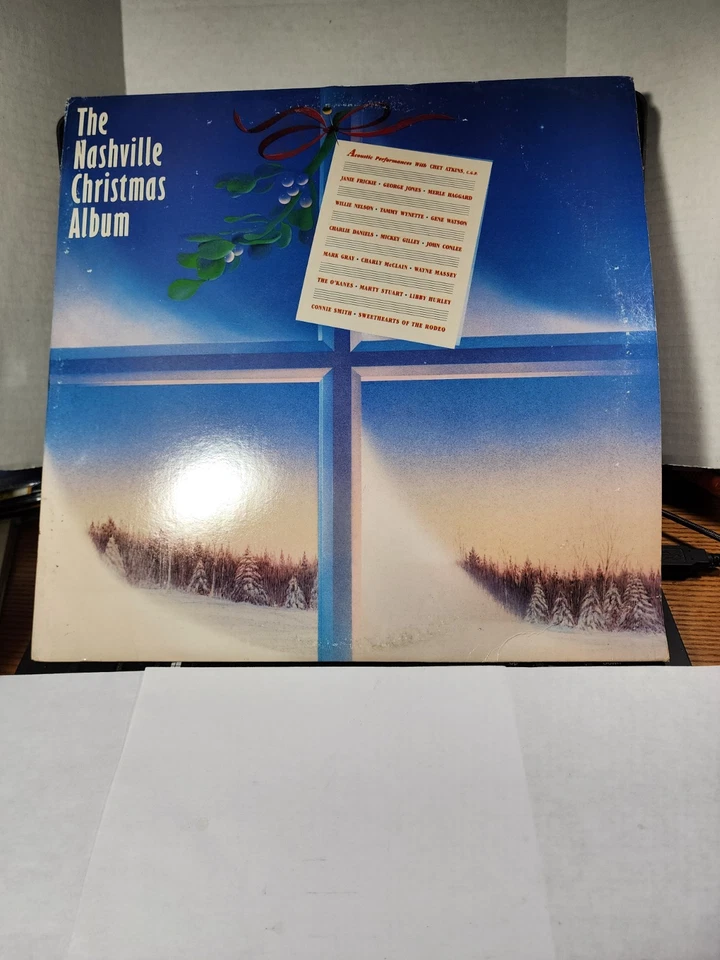 The
Nashville
Christmas
Album
Acoustic Performances With CHET ATKINS, C.G.P.
JANIE FRICKIE • GEORGE JONES • MERLE HAGGARD
WILLIE NELSON • TAMMY WYNETTE • GENE WATSON
CHARLIE DANIELS • MICKEY GILLEY • JOHN CONLEE
MARK GRAY • CHARLY McCLAIN • WAYNE MASSEY
THE O'KANES • MARTY STUART • LIBBY HURLEY
CONNIE SMITH • SWEETHEARTS OF THE RODEO